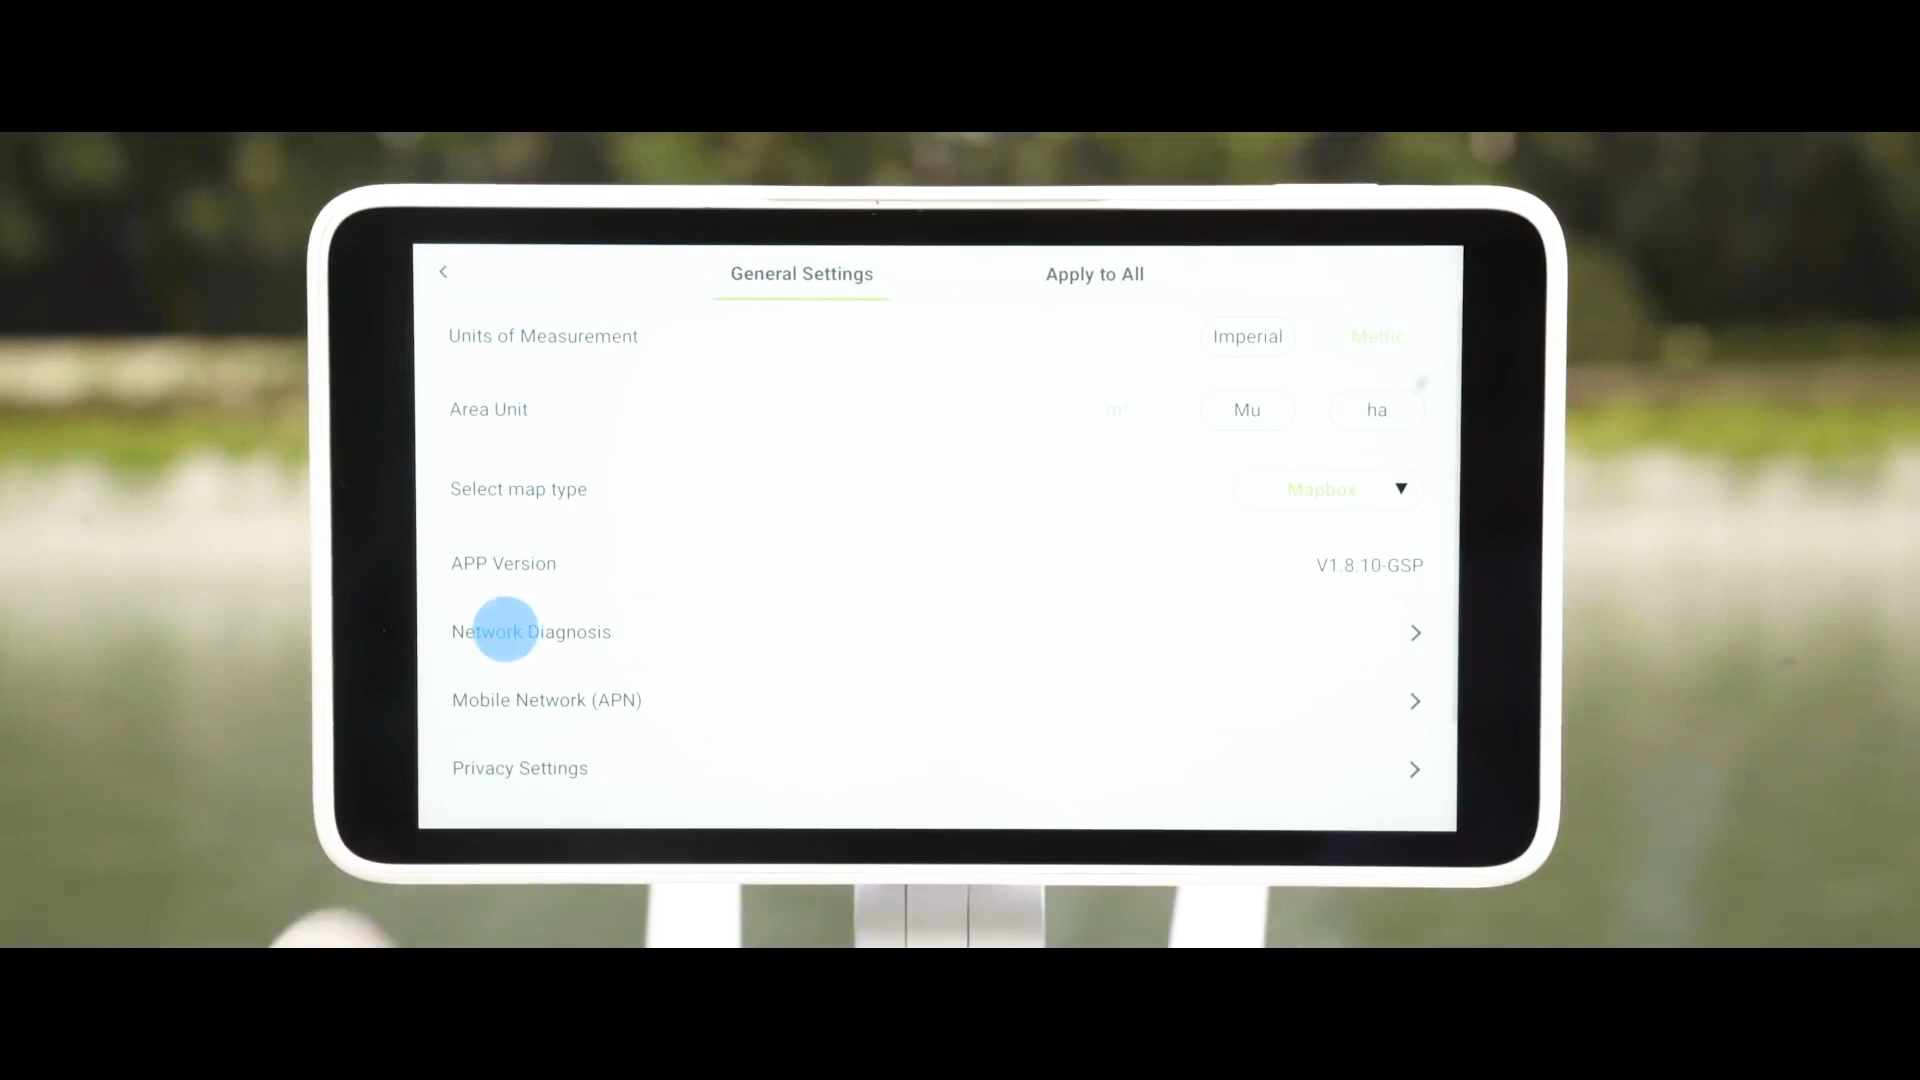 General Settings
Apply to All
Units of Measurement
Imperial
Metric
Area Unit
m²
Mu
ha
Select map type
Mapbox
APP Version
V1.8.10-GSP
Network Diagnosis
Mobile Network (APN)
Privacy Settings